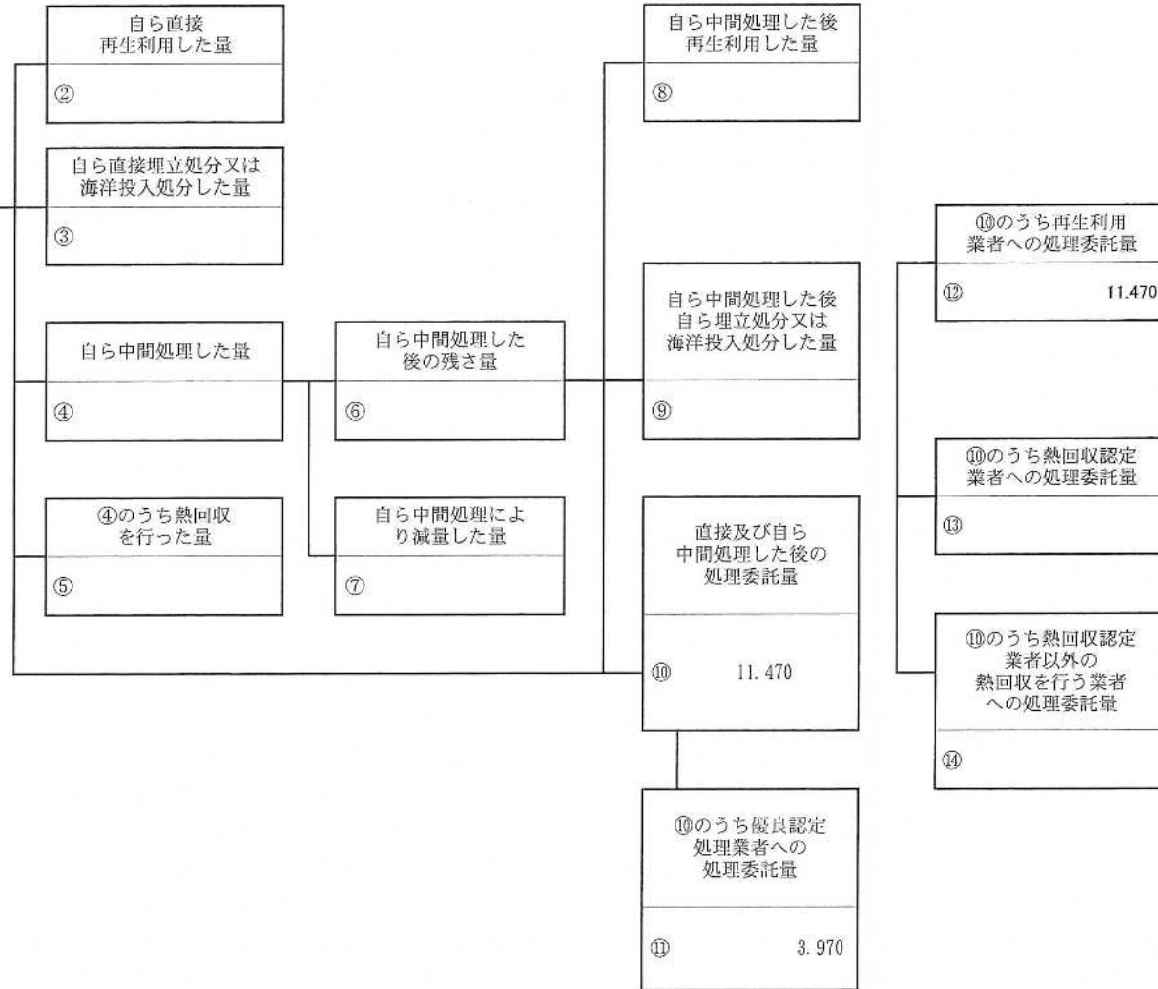 自ら直接
再生利用した量
②
自ら直接埋立処分又は
海洋投入処分した量
③
自ら中間処理した量
④
④のうち熱回収
を行った量
⑤
自ら中間処理した
後の残さ量
⑥
自ら中間処理によ
り減量した量
⑦
自ら中間処理した後
再生利用した量
⑧
自ら中間処理した後
自ら埋立処分又は
海洋投入処分した量
⑨
直接及び自ら
中間処理した後の
処理委託量
⑩ 11.470
⑩のうち優良認定
処理業者への
処理委託量
⑪ 3.970
⑩のうち再生利用
業者への処理委託量
⑫ 11.470
⑩のうち熱回収認定
業者への処理委託量
⑬
⑩のうち熱回収認定
業者以外の
熱回収を行う業者
への処理委託量
⑭